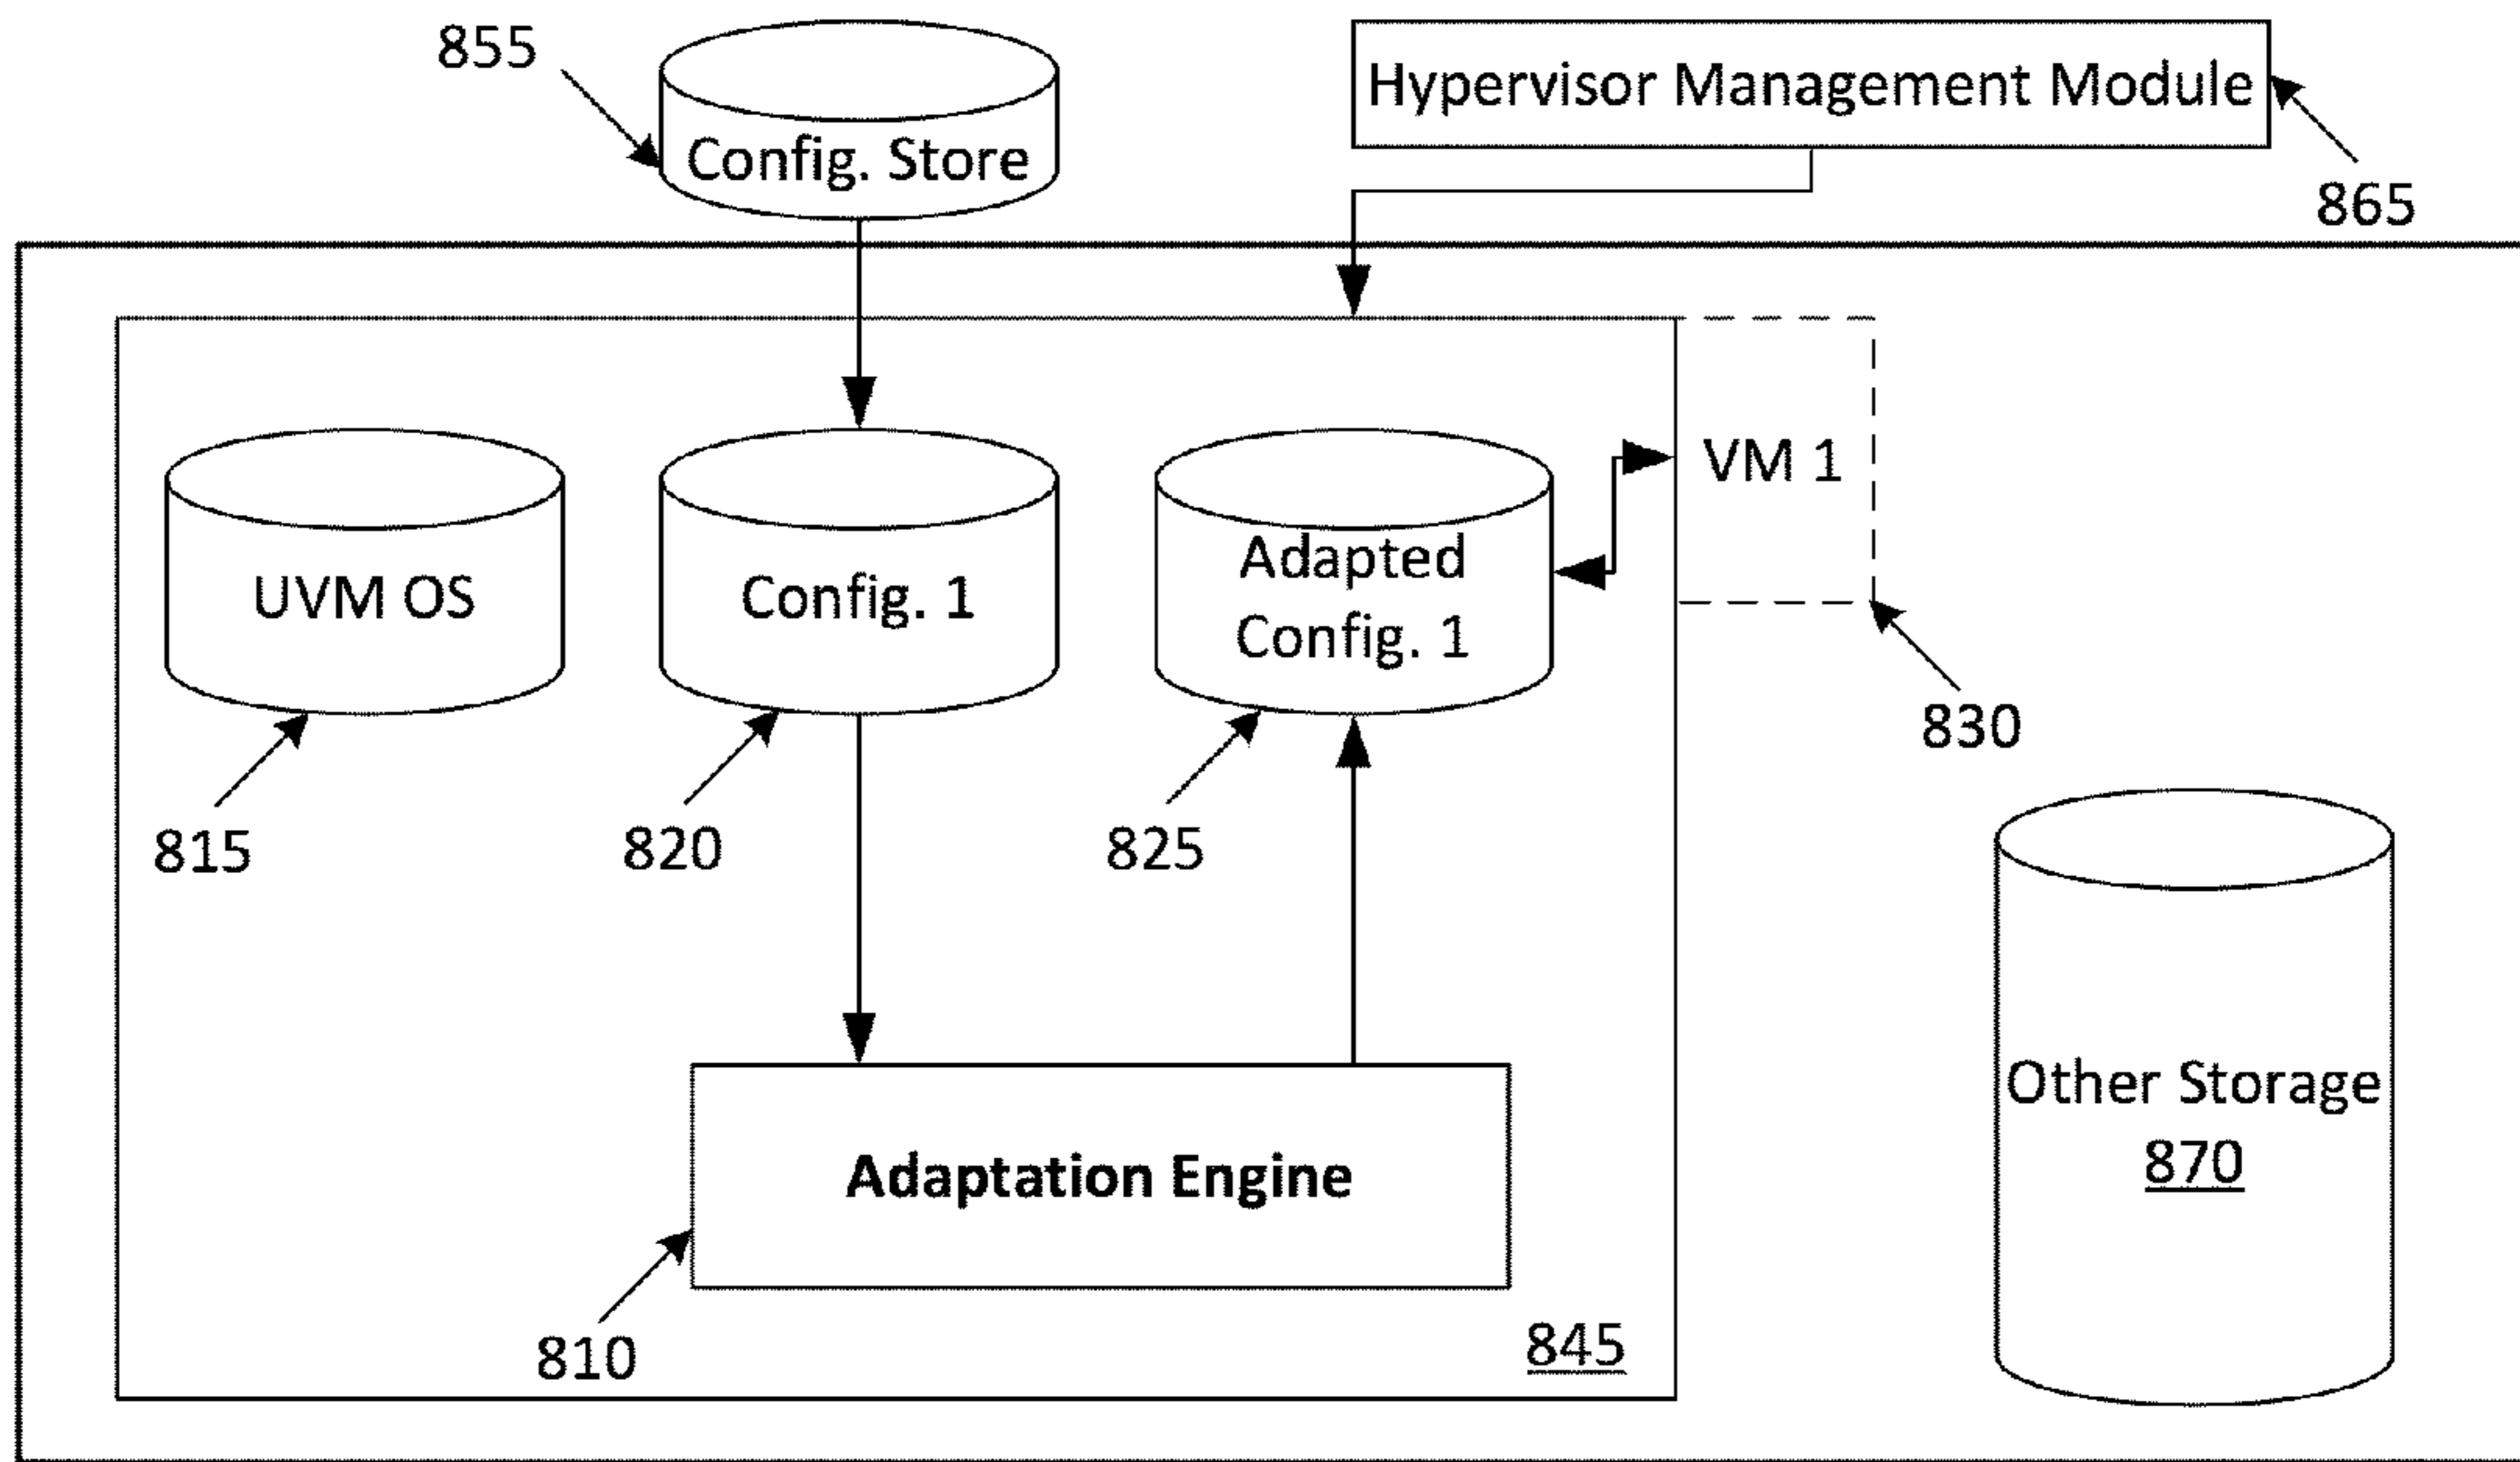 855
Config. Store
Hypervisor Management Module
865
UVM OS
Config. 1
Adapted
Config. 1
VM 1
830
815
820
825
Other Storage
870
Adaptation Engine
810
845